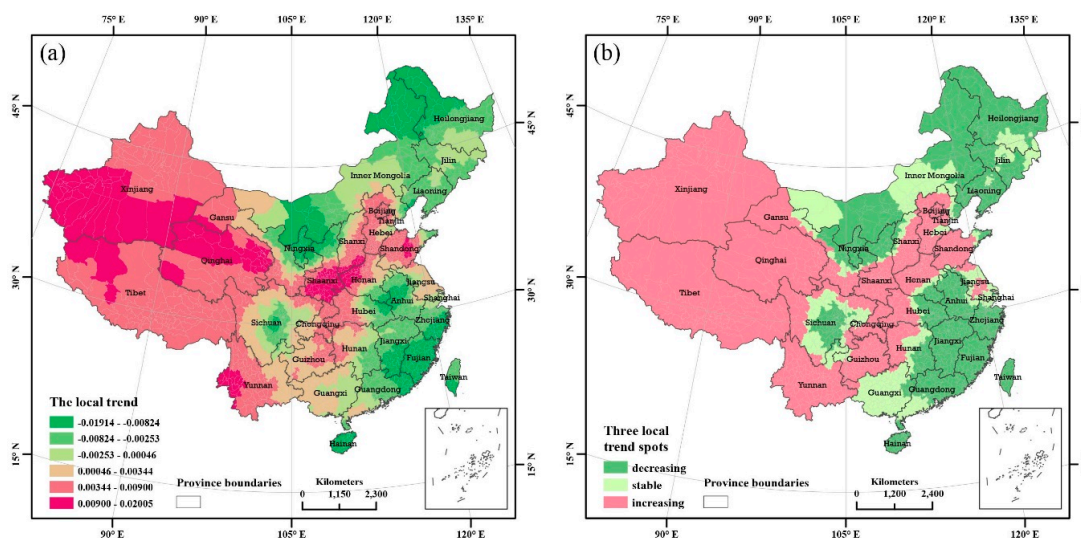 75° E 90° E 105° E 120° E 135° E
(a)
45° N
30° N
15° N
45° N
30° N
15° N
Heilongjiang
Jilin
Inner Mongolia
Liaoning
Xinjiang
Gansu
Beijing
Tianjin
Hebei
Ningxia
Shanxi
Shandong
Qinghai
Shaanxi
Henan
Jiangsu
Tibet
Anhui
Shanghai
Hubei
Sichuan
Chongqing
Zhejiang
Hunan
Jiangxi
Guizhou
Fujian
Yunnan
Guangxi
Guangdong
Taiwan
Hainan
The local trend
-0.01914 - -0.00824
-0.00824 - -0.00253
-0.00253 - 0.00046
0.00046 - 0.00344
0.00344 - 0.00900
0.00900 - 0.02005
Province boundaries
Kilometers
0 1,150 2,300
90° E 105° E 120° E
75° E 90° E 105° E 120° E 135° E
(b)
45° N
30° N
15° N
45° N
30° N
15° N
Heilongjiang
Jilin
Inner Mongolia
Liaoning
Xinjiang
Gansu
Beijing
Tianjin
Hebei
Ningxia
Shanxi
Shandong
Qinghai
Shaanxi
Henan
Jiangsu
Tibet
Anhui
Shanghai
Hubei
Sichuan
Chongqing
Zhejiang
Hunan
Jiangxi
Guizhou
Fujian
Yunnan
Guangxi
Guangdong
Taiwan
Hainan
Three local
trend spots
decreasing
stable
increasing
Province boundaries
Kilometers
0 1,200 2,400
90° E 105° E 120° E